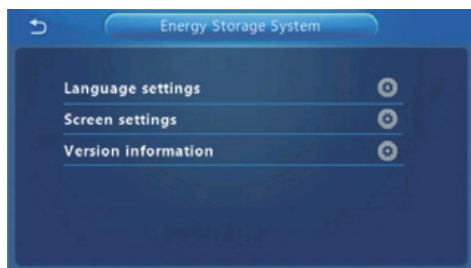 Energy Storage System
Language settings
Screen settings
Version information